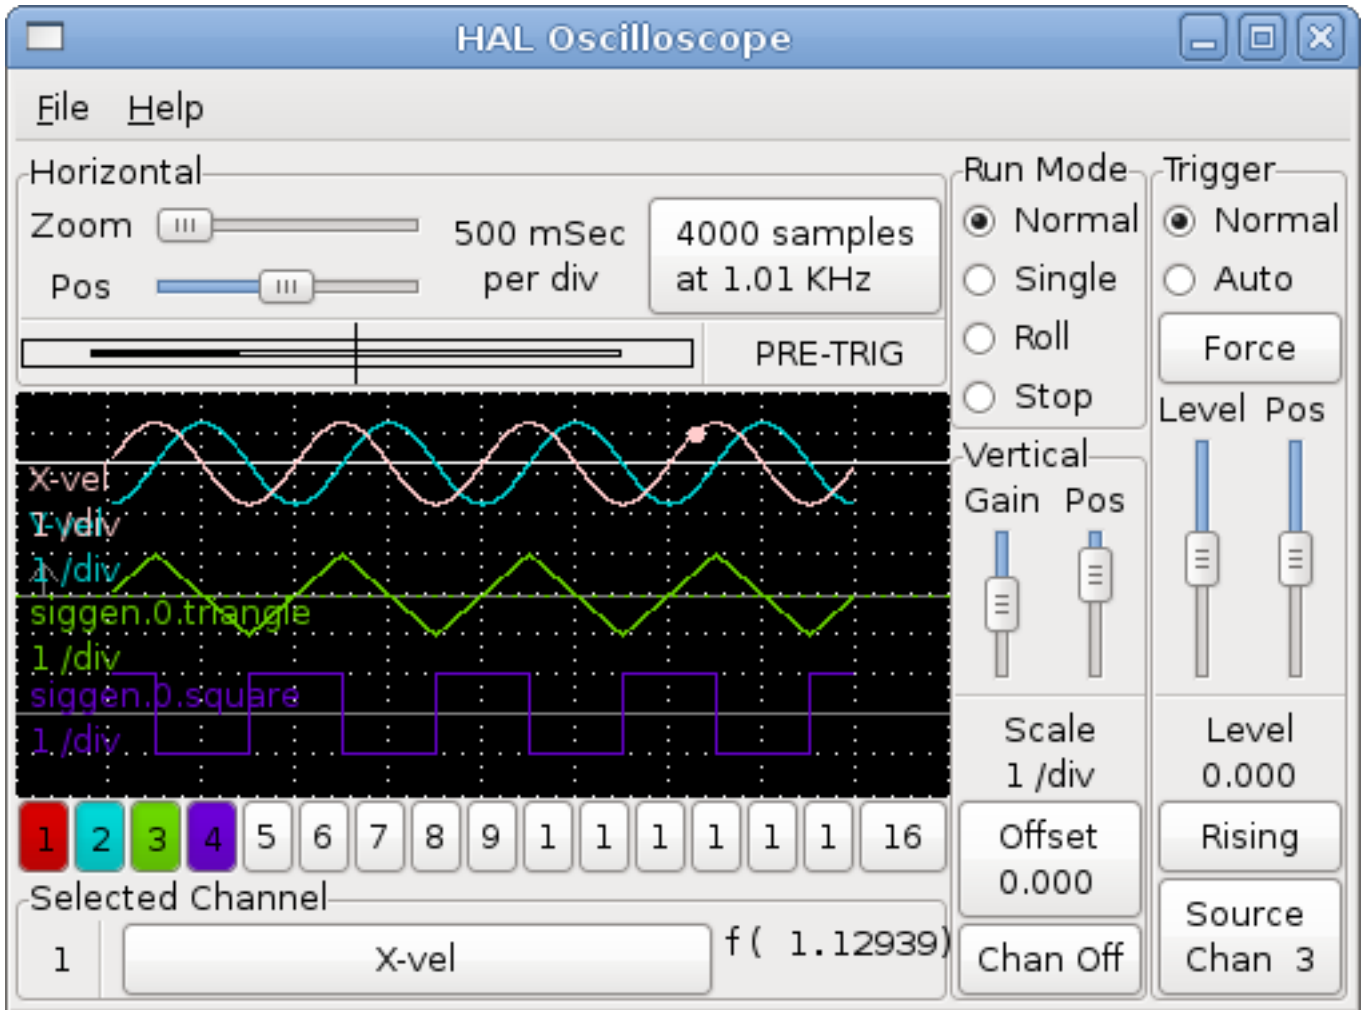 HAL Oscilloscope
File Help
Horizontal
Zoom
Pos
500 mSec
per div
4000 samples
at 1.01 KHz
PRE-TRIG
Run Mode
Normal
Single
Roll
Stop
Trigger
Normal
Auto
Force
Level Pos
X-vel
1 /div
Y-vel
1 /div
siggen.0.triangle
1 /div
siggen.0.square
1 /div
Vertical
Gain Pos
Scale
1 /div
Offset
0.000
Chan Off
Level
0.000
Rising
Source
Chan 3
1 2 3 4 5 6 7 8 9 1 1 1 1 1 1 16
Selected Channel
1 X-vel f( 1.12939)